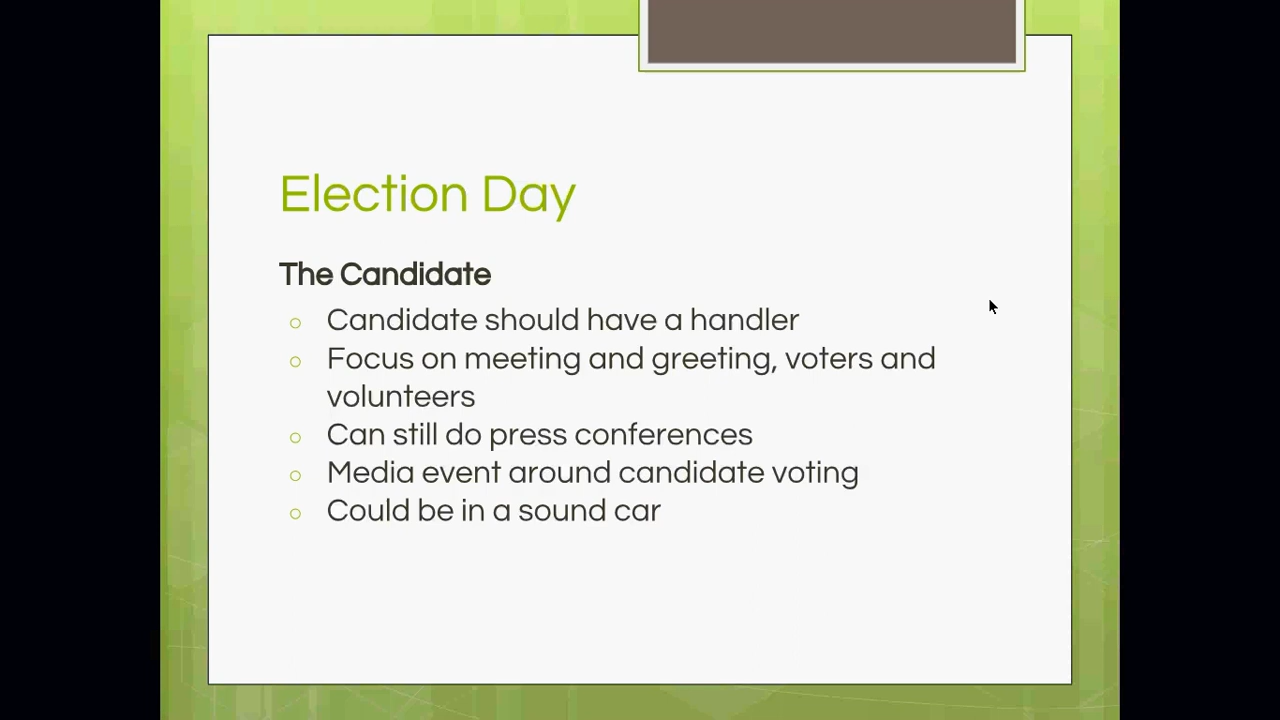 Election Day
The Candidate
Candidate should have a handler
Focus on meeting and greeting, voters and
volunteers
Can still do press conferences
Media event around candidate voting
Could be in a sound car